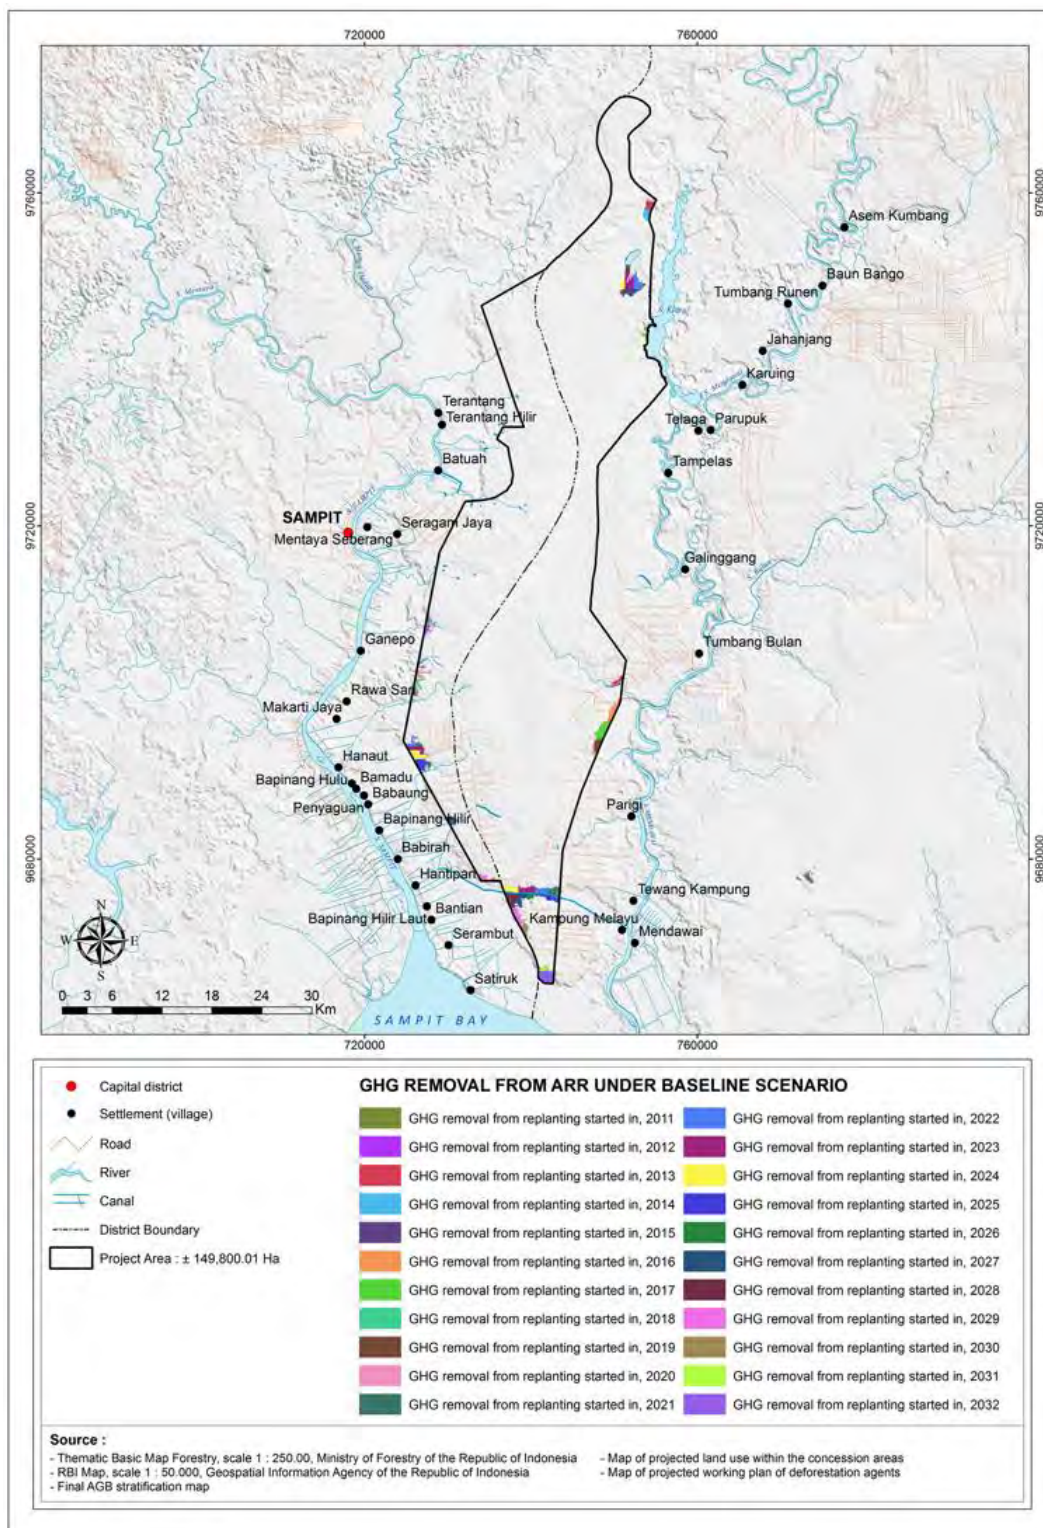 720000
760000
9760000
9760000
Asem Kumbang
Baun Bango
Tumbang Runen
Jahanjang
Karuing
Terantang
Terantang Hilir
Telaga
Parupuk
Batuah
Tampelas
SAMPIT
Seragam Jaya
Mentaya Seberang
9720000
9720000
Galinggang
Ganepo
Tumbang Bulan
Rawa Sari
Makarti Jaya
Hanaut
Bapinang Hulu
Bamadu
Babaung
Penyaguan
Parigi
Bapinang Hilir
Babirah
9680000
9680000
Hantipan
Tewang Kampung
Bantian
Bapinang Hilir Laut
Kampung Melayu
Mendawai
Serambut
N
W E
S
Satiruk
0 3 6 12 18 24 30
Km
SAMPIT BAY
720000
760000
Capital district
Settlement (village)
Road
River
Canal
District Boundary
Project Area : ± 149,800.01 Ha
GHG REMOVAL FROM ARR UNDER BASELINE SCENARIO
GHG removal from replanting started in, 2011
GHG removal from replanting started in, 2012
GHG removal from replanting started in, 2013
GHG removal from replanting started in, 2014
GHG removal from replanting started in, 2015
GHG removal from replanting started in, 2016
GHG removal from replanting started in, 2017
GHG removal from replanting started in, 2018
GHG removal from replanting started in, 2019
GHG removal from replanting started in, 2020
GHG removal from replanting started in, 2021
GHG removal from replanting started in, 2022
GHG removal from replanting started in, 2023
GHG removal from replanting started in, 2024
GHG removal from replanting started in, 2025
GHG removal from replanting started in, 2026
GHG removal from replanting started in, 2027
GHG removal from replanting started in, 2028
GHG removal from replanting started in, 2029
GHG removal from replanting started in, 2030
GHG removal from replanting started in, 2031
GHG removal from replanting started in, 2032
Source :
- Thematic Basic Map Forestry, scale 1 : 250.00, Ministry of Forestry of the Republic of Indonesia
- RBI Map, scale 1 : 50.000, Geospatial Information Agency of the Republic of Indonesia
- Final AGB stratification map
- Map of projected land use within the concession areas
- Map of projected working plan of deforestation agents